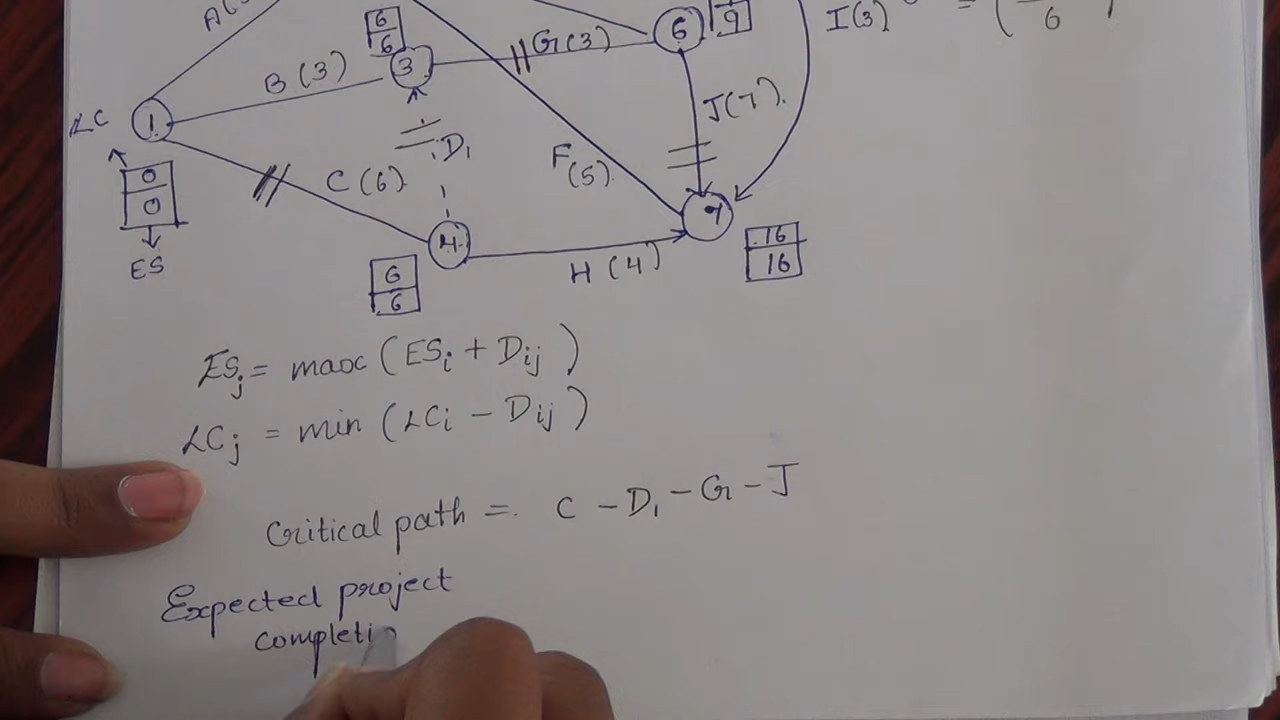 A(
6
6
6
9
I(3)
= (
6
)
B (3)
3
G(3)
LC
1
J(7).
0
0
D1
F
(5)
C (6)
ES
4
7
16
16
H (4)
6
6
ESj = max (ESi + Dij )
LCj = min (LCi - Dij )
Critical path = C - D1 - G - J
Expected project
completi